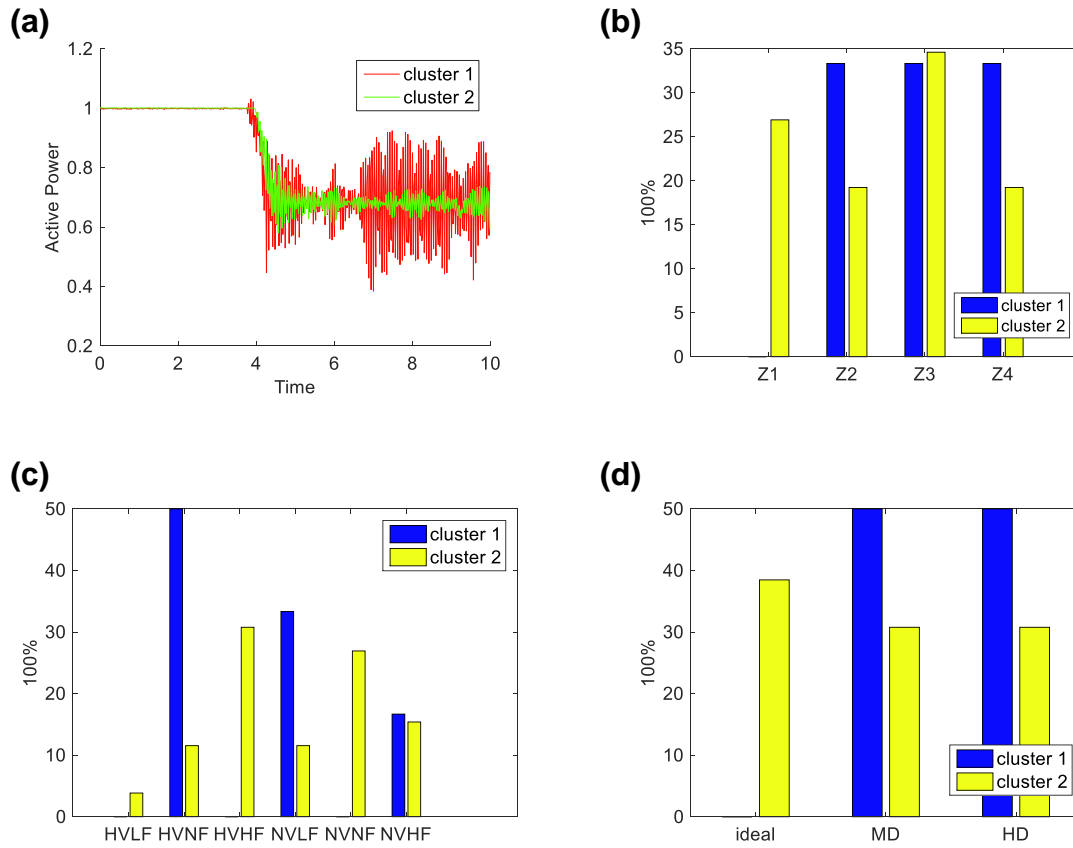 (a)
1.2
1
0.8
0.6
0.4
0.2
Active Power
0 2 4 6 8 10
Time
cluster 1
cluster 2
(b)
35
30
25
20
15
10
5
0
100%
Z1 Z2 Z3 Z4
cluster 1
cluster 2
(c)
50
40
30
20
10
0
100%
HVLF HVNF HVHF NVLF NVNF NVHF
cluster 1
cluster 2
(d)
50
40
30
20
10
0
100%
ideal MD HD
cluster 1
cluster 2